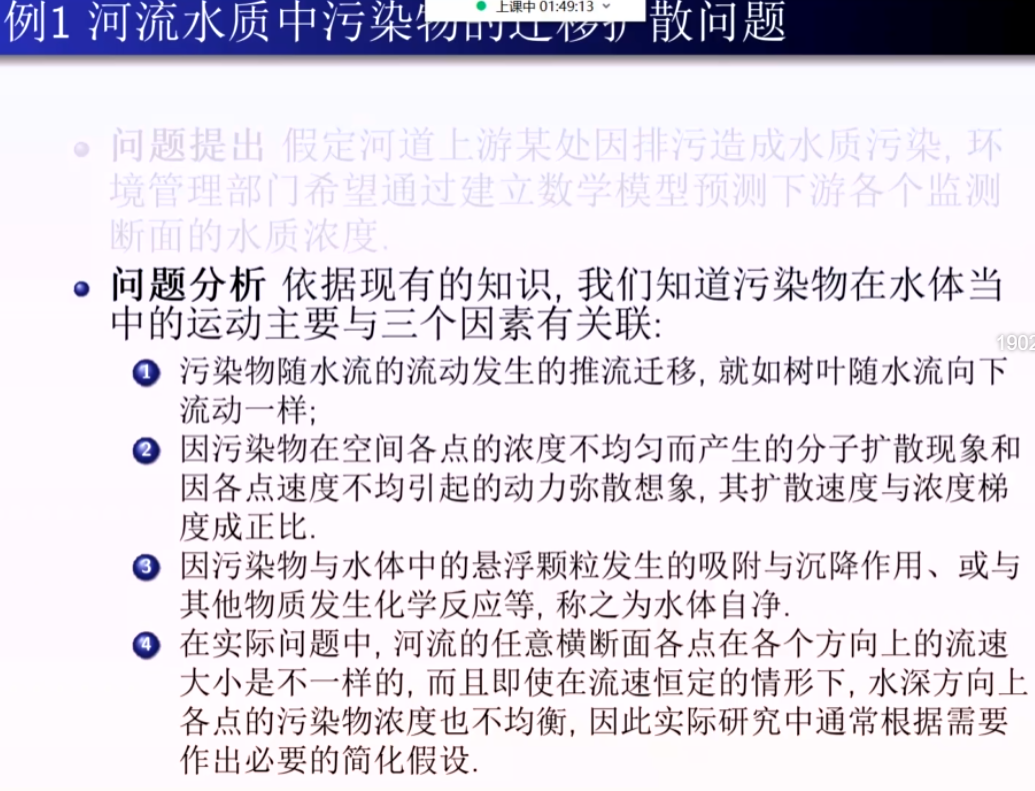 上课中 01:49:13
例1 河流水质中污染物的迁移扩散问题
问题提出 假定河道上游某处因排污造成水质污染, 环
境管理部门希望通过建立数学模型预测下游各个监测
断面的水质浓度.
问题分析 依据现有的知识, 我们知道污染物在水体当
中的运动主要与三个因素有关联:
1902
1 污染物随水流的流动发生的推流迁移, 就如树叶随水流向下
流动一样;
2 因污染物在空间各点的浓度不均匀而产生的分子扩散现象和
因各点速度不均引起的动力弥散想象, 其扩散速度与浓度梯
度成正比.
3 因污染物与水体中的悬浮颗粒发生的吸附与沉降作用、或与
其他物质发生化学反应等, 称之为水体自净.
4 在实际问题中, 河流的任意横断面各点在各个方向上的流速
大小是不一样的, 而且即使在流速恒定的情形下, 水深方向上
各点的污染物浓度也不均衡, 因此实际研究中通常根据需要
作出必要的简化假设.